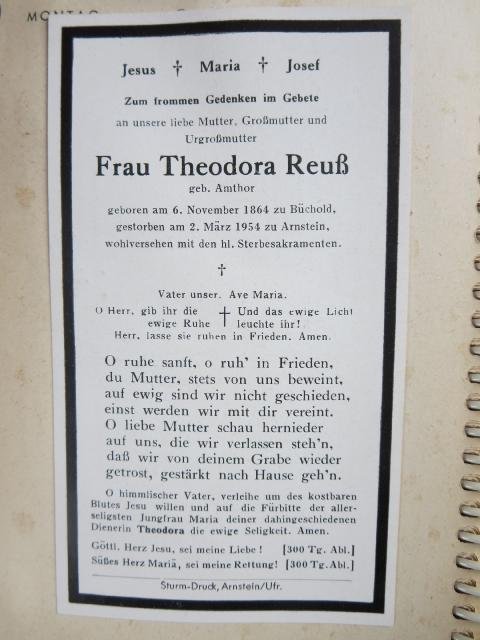 MONTAG
Jesus † Maria † Josef
Zum frommen Gedenken im Gebete
an unsere liebe Mutter, Großmutter und
Urgroßmutter
Frau Theodora Reuß
geb. Amthor
geboren am 6. November 1864 zu Büchold,
gestorben am 2. März 1954 zu Arnstein,
wohlversehen mit den hl. Sterbesakramenten.
†
Vater unser. Ave Maria.
O Herr, gib ihr die † Und das ewige Licht
ewige Ruhe leuchte ihr!
Herr, lasse sie ruhen in Frieden. Amen.
O ruhe sanft, o ruh' in Frieden,
du Mutter, stets von uns beweint,
auf ewig sind wir nicht geschieden,
einst werden wir mit dir vereint.
O liebe Mutter schau hernieder
auf uns, die wir verlassen steh'n,
daß wir von deinem Grabe wieder
getrost, gestärkt nach Hause geh'n.
O himmlischer Vater, verleihe um des kostbaren
Blutes Jesu willen und auf die Fürbitte der aller-
seligsten Jungfrau Maria deiner dahingeschiedenen
Dienerin Theodora die ewige Seligkeit. Amen.
Göttl. Herz Jesu, sei meine Liebe! [300 Tg. Abl.]
Süßes Herz Mariä, sei meine Rettung! [300 Tg. Abl.]
Sturm-Druck, Arnstein/Ufr.